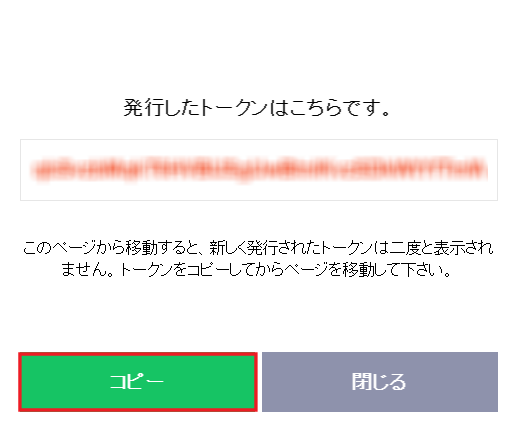 発行したトークンはこちらです。
このページから移動すると、新しく発行されたトークンは二度と表示され
ません。トークンをコピーしてからページを移動して下さい。
コピー
閉じる